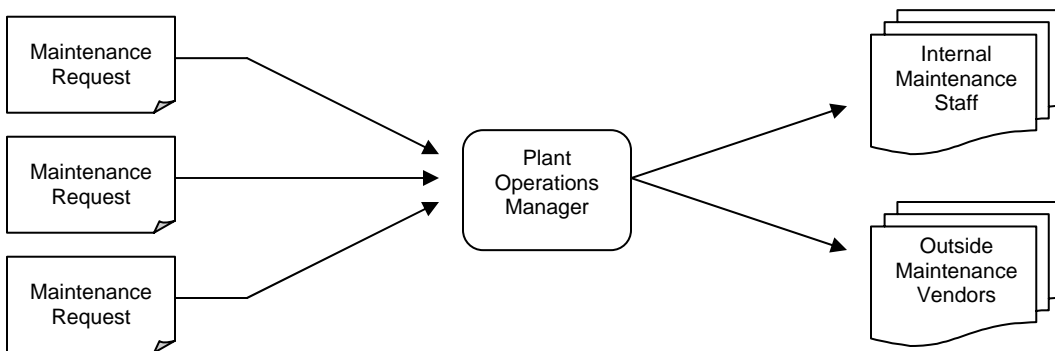 Maintenance
Request
Maintenance
Request
Maintenance
Request
Plant
Operations
Manager
Internal
Maintenance
Staff
Outside
Maintenance
Vendors